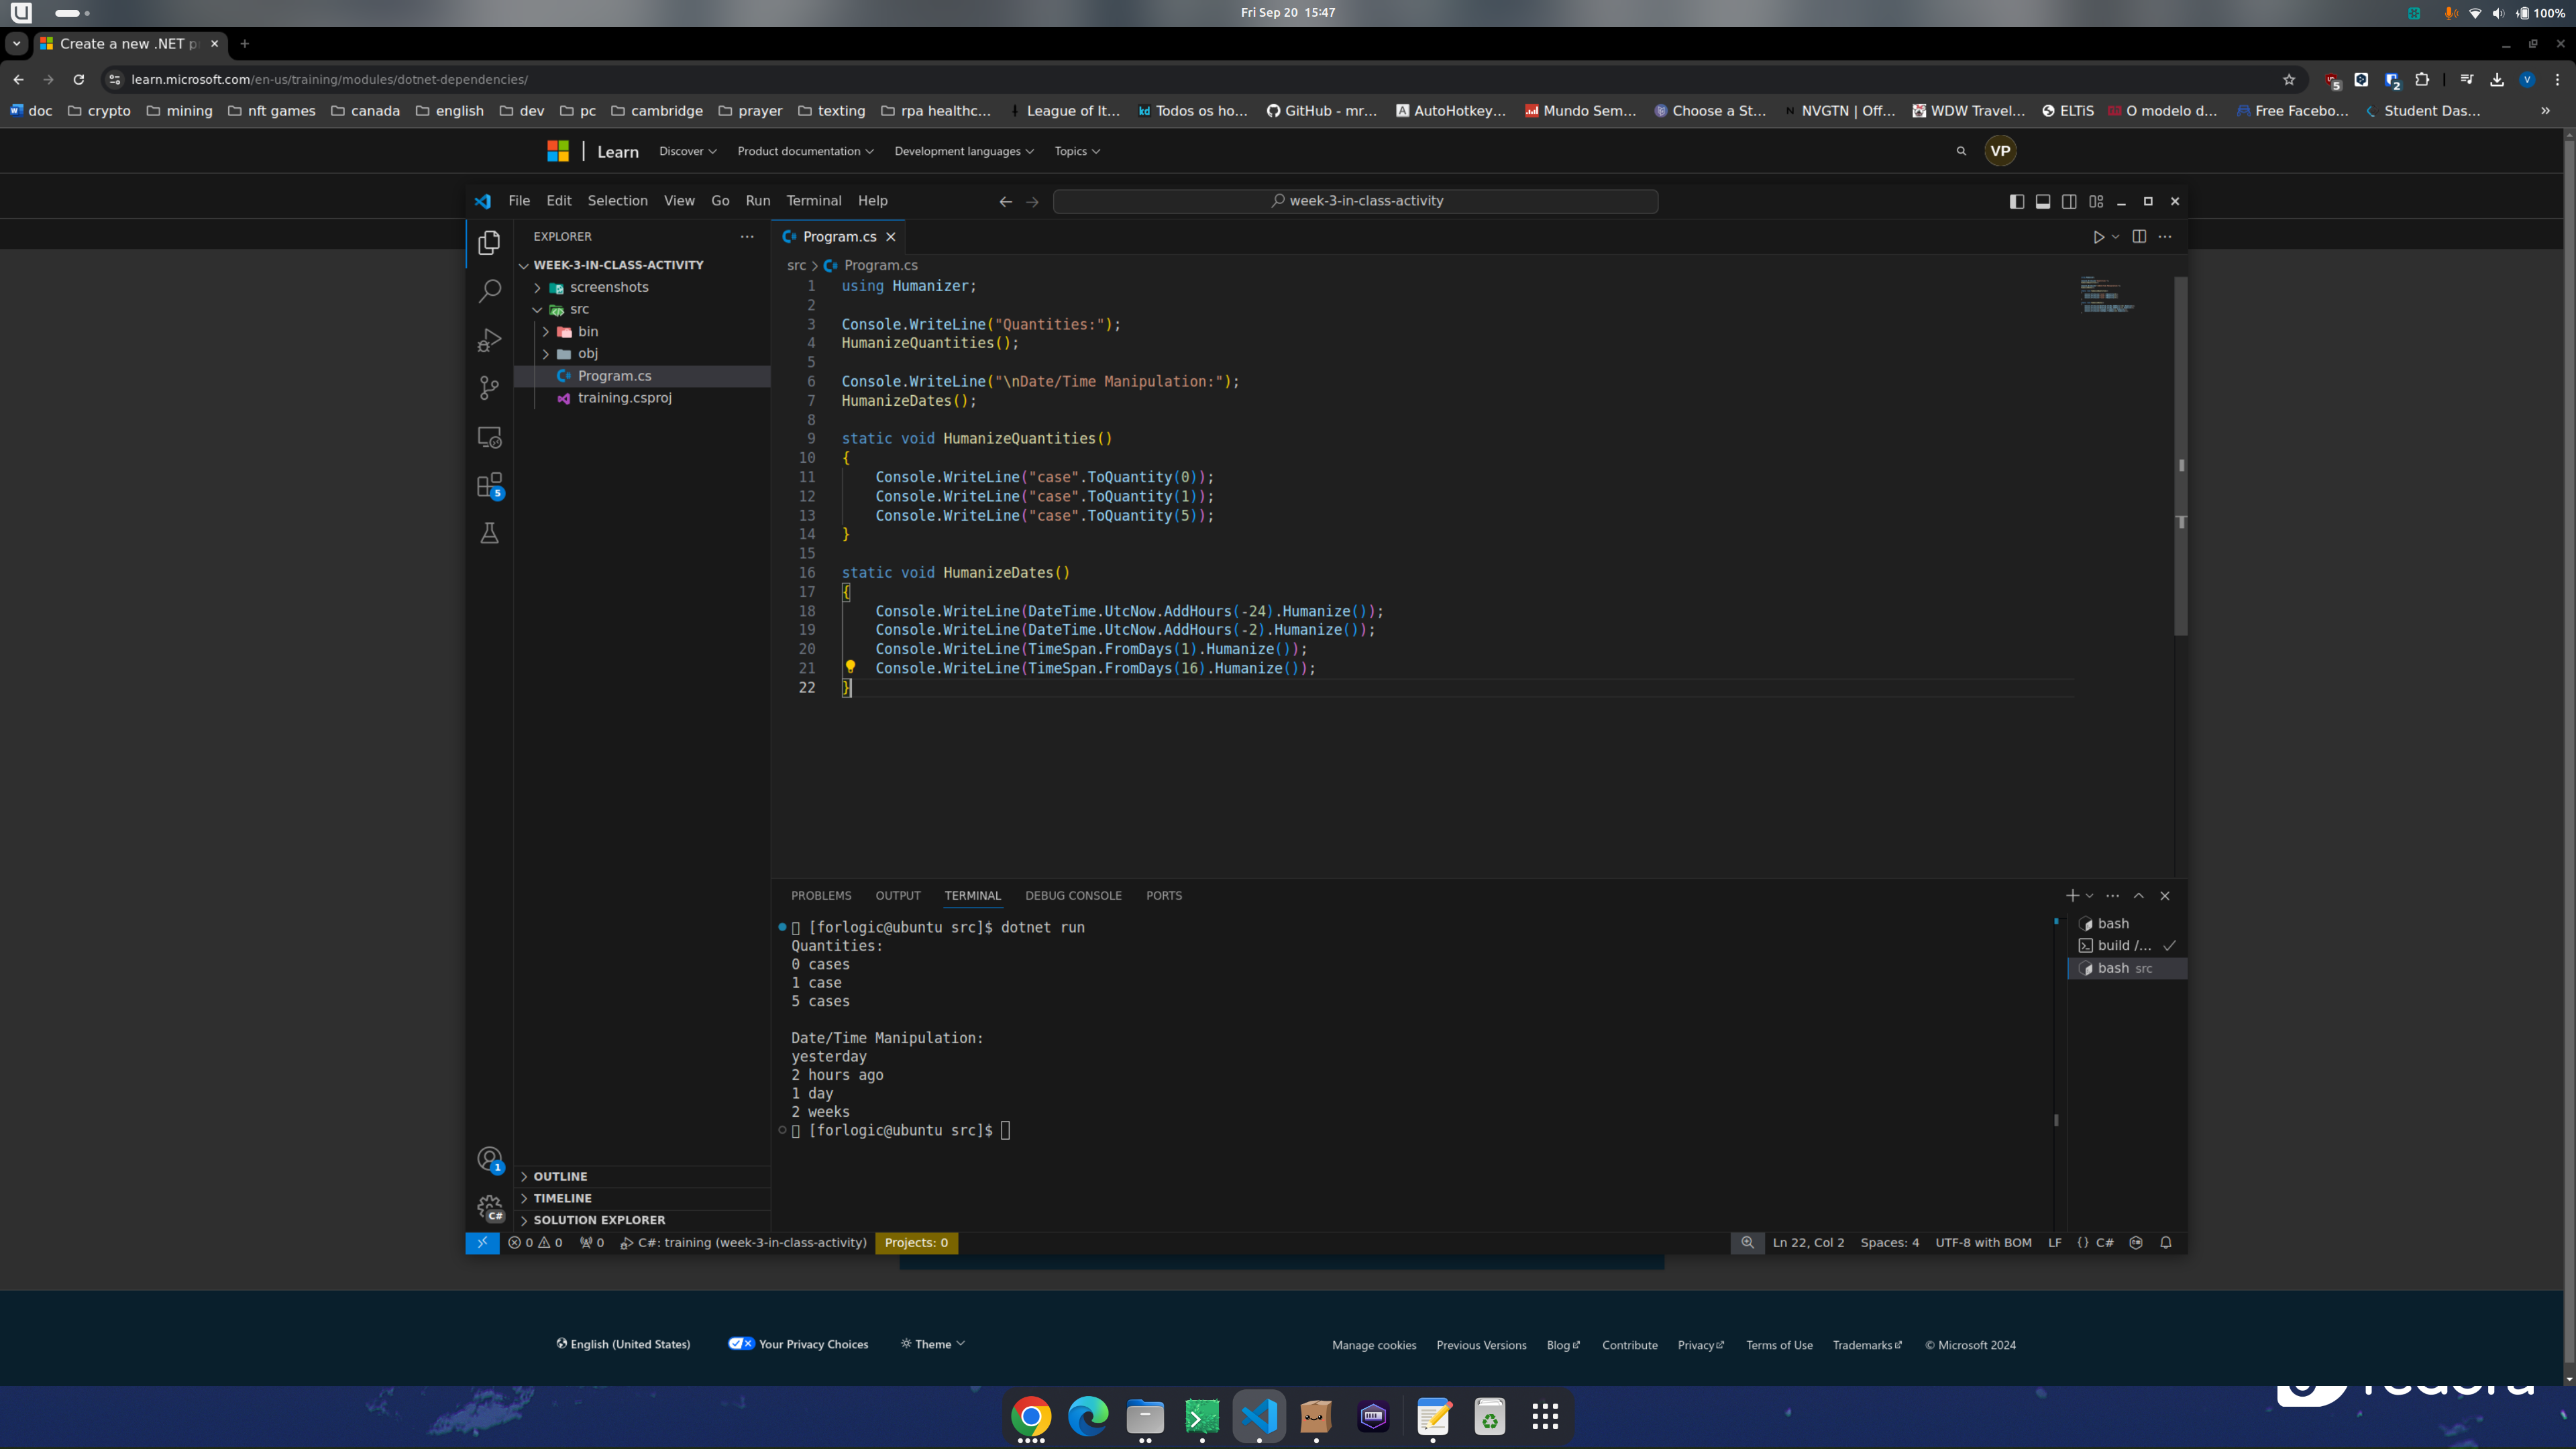 Fri Sep 20 15:47
100%
Create a new .NET p
learn.microsoft.com/en-us/training/modules/dotnet-dependencies/
5
2
V
doc crypto mining nft games canada english dev pc cambridge prayer texting rpa healthc... League of It... kd Todos os ho... GitHub - mr... A AutoHotkey... Mundo Sem... Choose a St... N NVGTN | Off... WDW Travel... ELTiS O modelo d... Free Facebo... Student Das... »
Learn Discover Product documentation Development languages Topics VP
File Edit Selection View Go Run Terminal Help week-3-in-class-activity
EXPLORER ···
WEEK-3-IN-CLASS-ACTIVITY
screenshots
src
bin
obj
Program.cs
training.csproj
5
Program.cs
src > Program.cs
1 using Humanizer;
2
3 Console.WriteLine("Quantities:");
4 HumanizeQuantities();
5
6 Console.WriteLine("\nDate/Time Manipulation:");
7 HumanizeDates();
8
9 static void HumanizeQuantities()
10 {
11 Console.WriteLine("case".ToQuantity(0));
12 Console.WriteLine("case".ToQuantity(1));
13 Console.WriteLine("case".ToQuantity(5));
14 }
15
16 static void HumanizeDates()
17 {
18 Console.WriteLine(DateTime.UtcNow.AddHours(-24).Humanize());
19 Console.WriteLine(DateTime.UtcNow.AddHours(-2).Humanize());
20 Console.WriteLine(TimeSpan.FromDays(1).Humanize());
21 Console.WriteLine(TimeSpan.FromDays(16).Humanize());
22 }
PROBLEMS OUTPUT TERMINAL DEBUG CONSOLE PORTS
[forlogic@ubuntu src]$ dotnet run
Quantities:
0 cases
1 case
5 cases
Date/Time Manipulation:
yesterday
2 hours ago
1 day
2 weeks
[forlogic@ubuntu src]$
bash
build /...
bash src
1
C#
OUTLINE
TIMELINE
SOLUTION EXPLORER
0 0 0 C#: training (week-3-in-class-activity) Projects: 0 Ln 22, Col 2 Spaces: 4 UTF-8 with BOM LF {} C#
English (United States) Your Privacy Choices Theme Manage cookies Previous Versions Blog Contribute Privacy Terms of Use Trademarks © Microsoft 2024